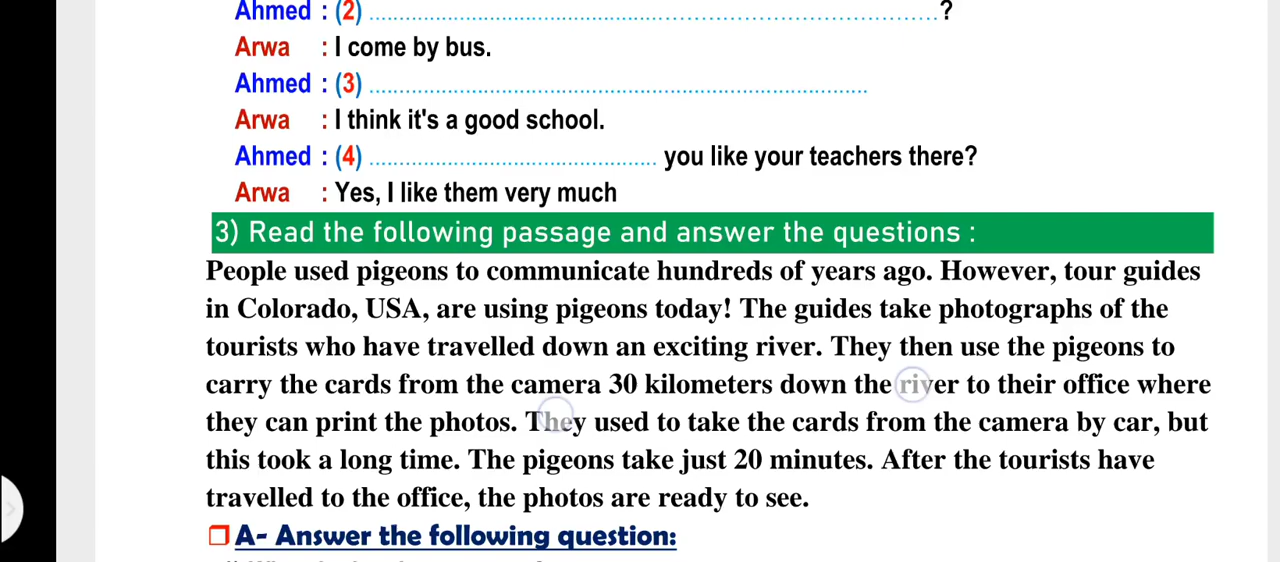 Ahmed : (2) ........................................................................................................?
Arwa : I come by bus.
Ahmed : (3) ..........................................................................................
Arwa : I think it's a good school.
Ahmed : (4) ..................................................... you like your teachers there?
Arwa : Yes, I like them very much
3) Read the following passage and answer the questions :
People used pigeons to communicate hundreds of years ago. However, tour guides
in Colorado, USA, are using pigeons today! The guides take photographs of the
tourists who have travelled down an exciting river. They then use the pigeons to
carry the cards from the camera 30 kilometers down the river to their office where
they can print the photos. They used to take the cards from the camera by car, but
this took a long time. The pigeons take just 20 minutes. After the tourists have
travelled to the office, the photos are ready to see.
A- Answer the following question: